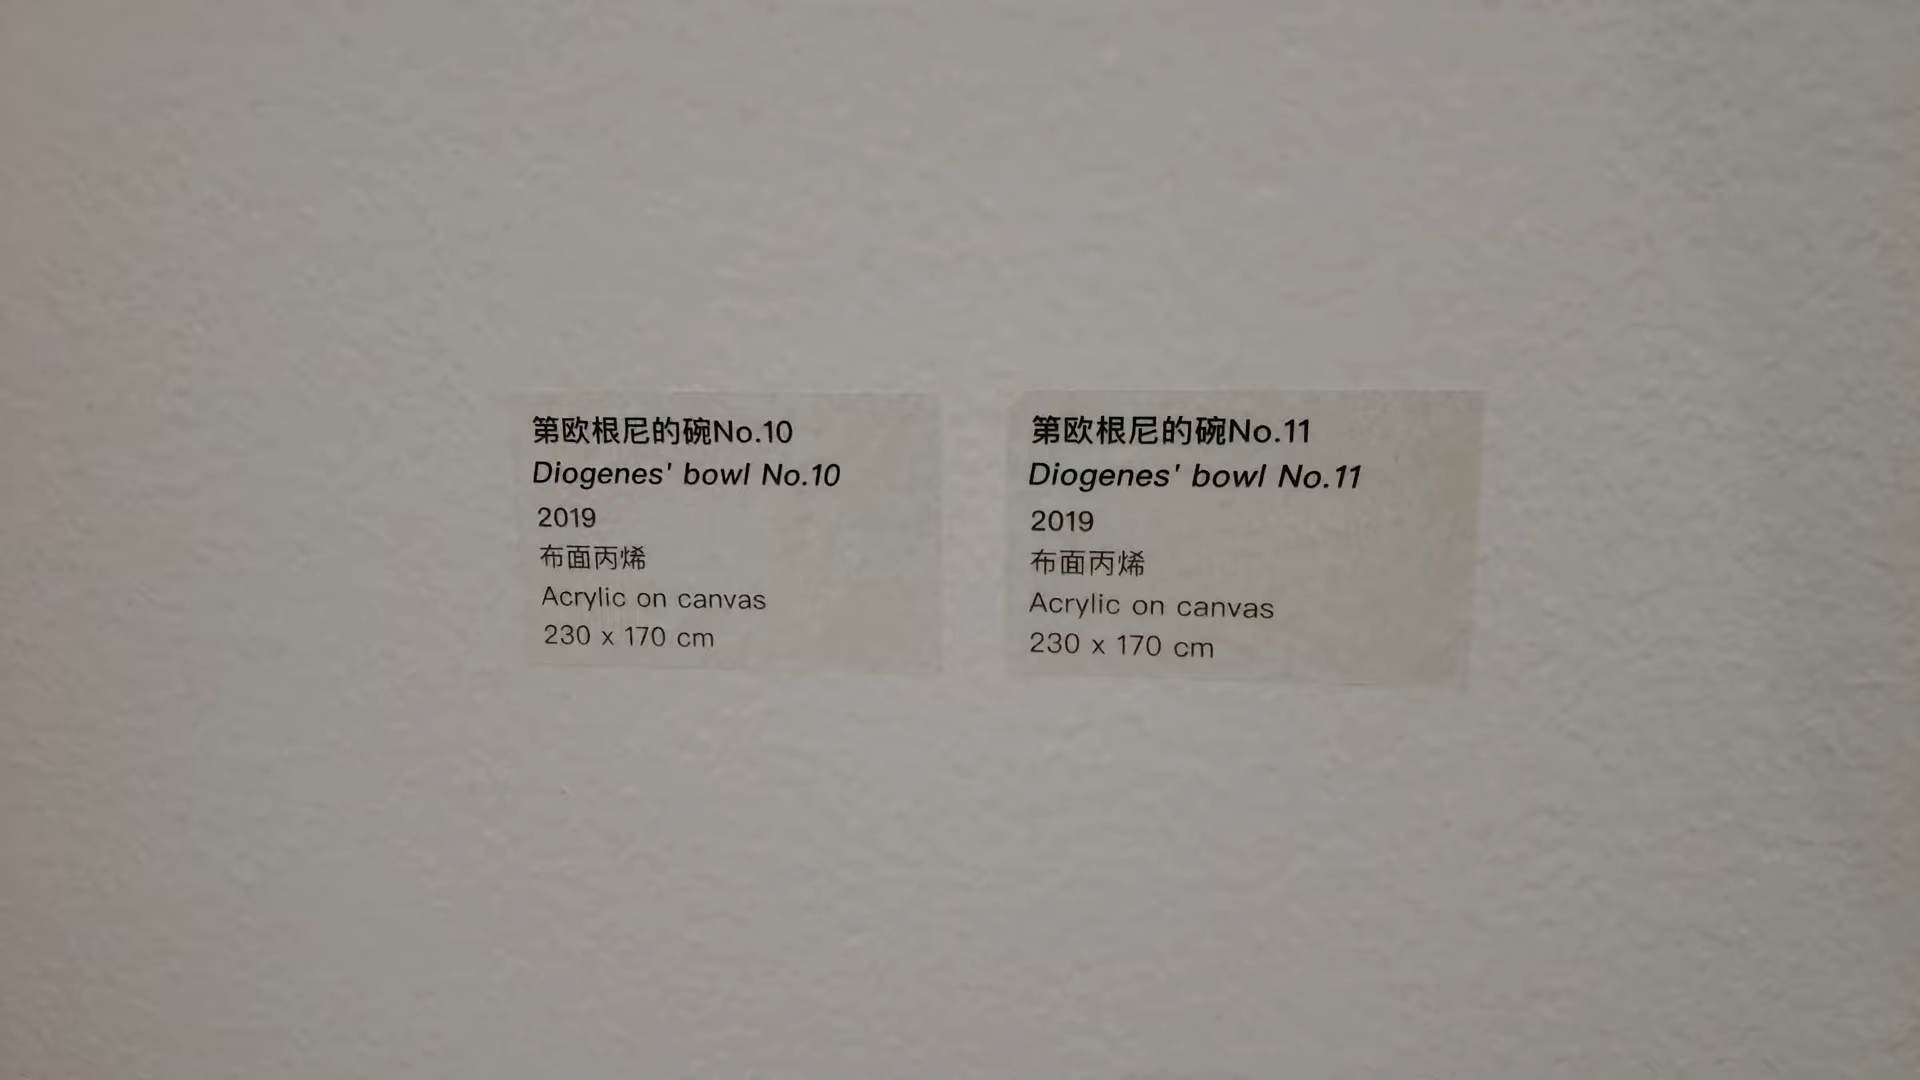 第欧根尼的碗No.10
Diogenes' bowl No.10
2019
布面丙烯
Acrylic on canvas
230 x 170 cm
第欧根尼的碗No.11
Diogenes' bowl No.11
2019
布面丙烯
Acrylic on canvas
230 x 170 cm